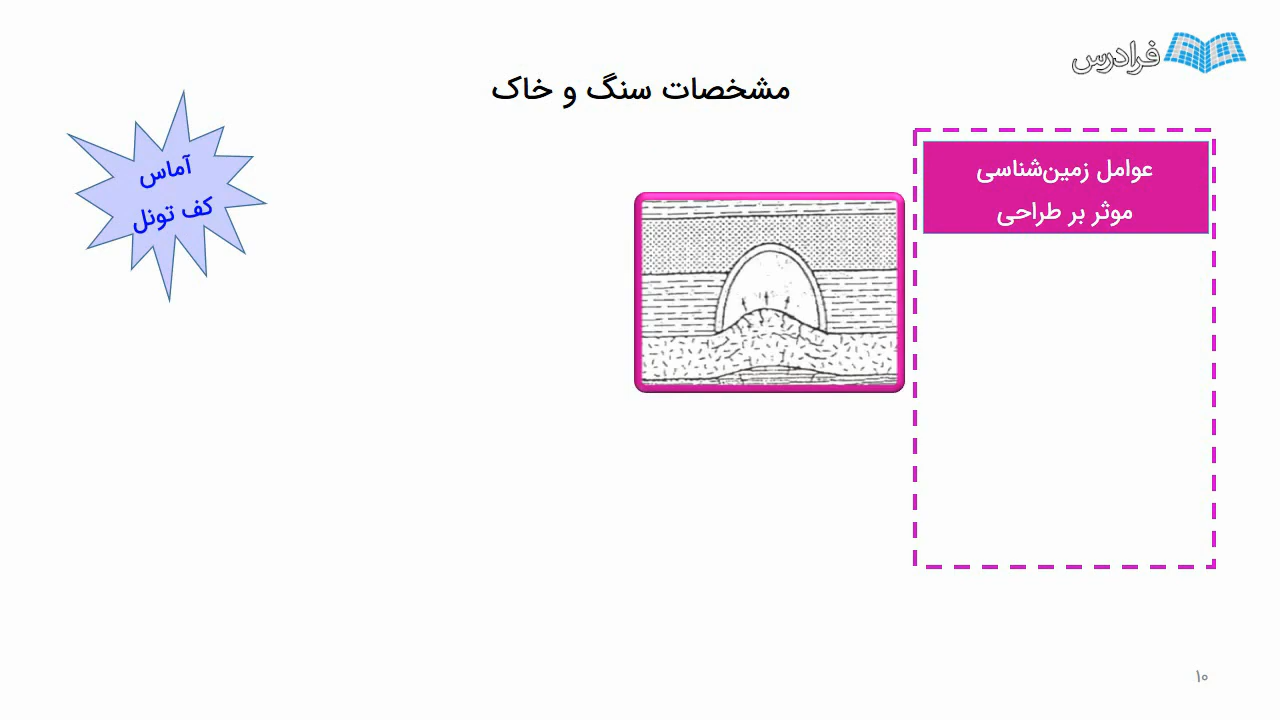 فرادرس
مشخصات سنگ و خاک
عوامل زمین‌شناسی
موثر بر طراحی
آماس
کف تونل
۱۰